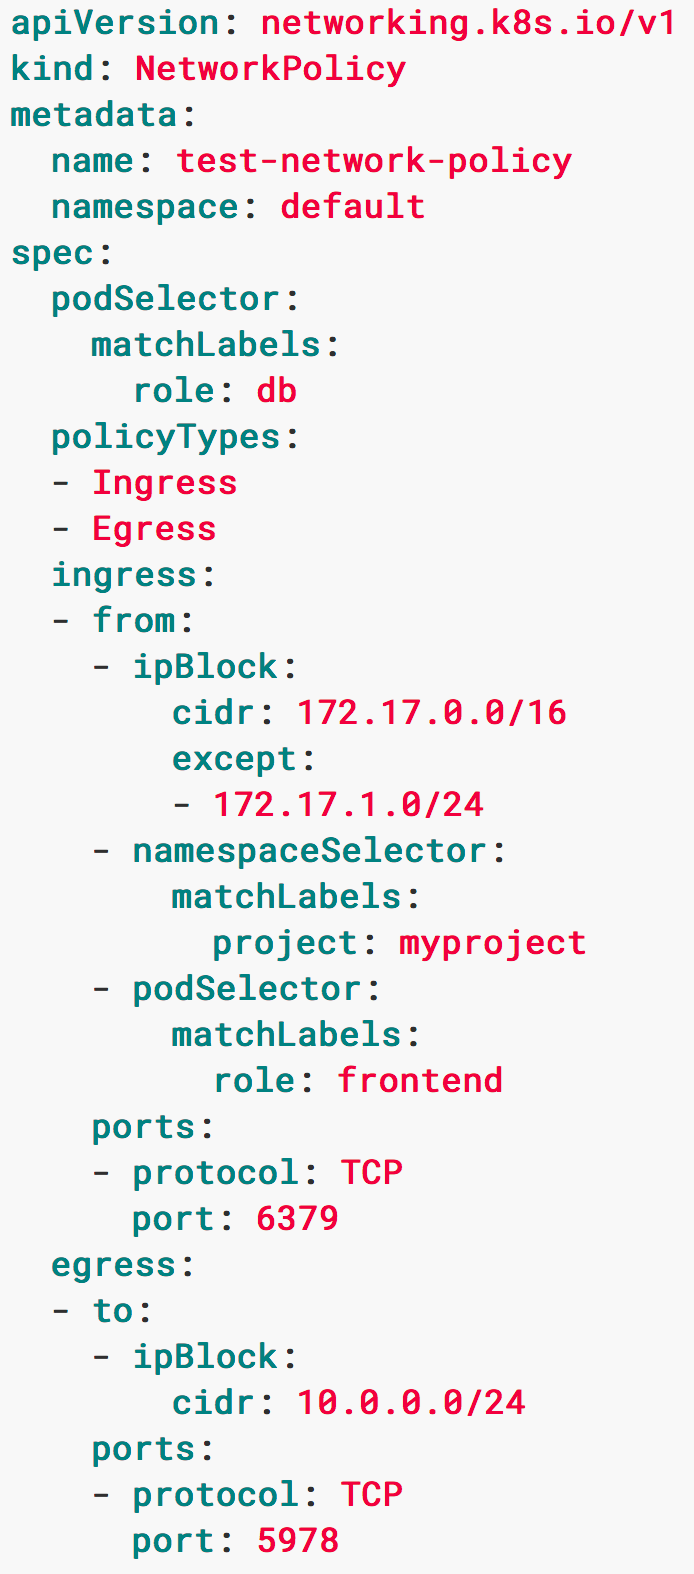 apiVersion: networking.k8s.io/v1
kind: NetworkPolicy
metadata:
  name: test-network-policy
  namespace: default
spec:
  podSelector:
    matchLabels:
      role: db
  policyTypes:
  - Ingress
  - Egress
  ingress:
  - from:
    - ipBlock:
        cidr: 172.17.0.0/16
        except:
        - 172.17.1.0/24
    - namespaceSelector:
        matchLabels:
          project: myproject
    - podSelector:
        matchLabels:
          role: frontend
    ports:
    - protocol: TCP
      port: 6379
  egress:
  - to:
    - ipBlock:
        cidr: 10.0.0.0/24
    ports:
    - protocol: TCP
      port: 5978